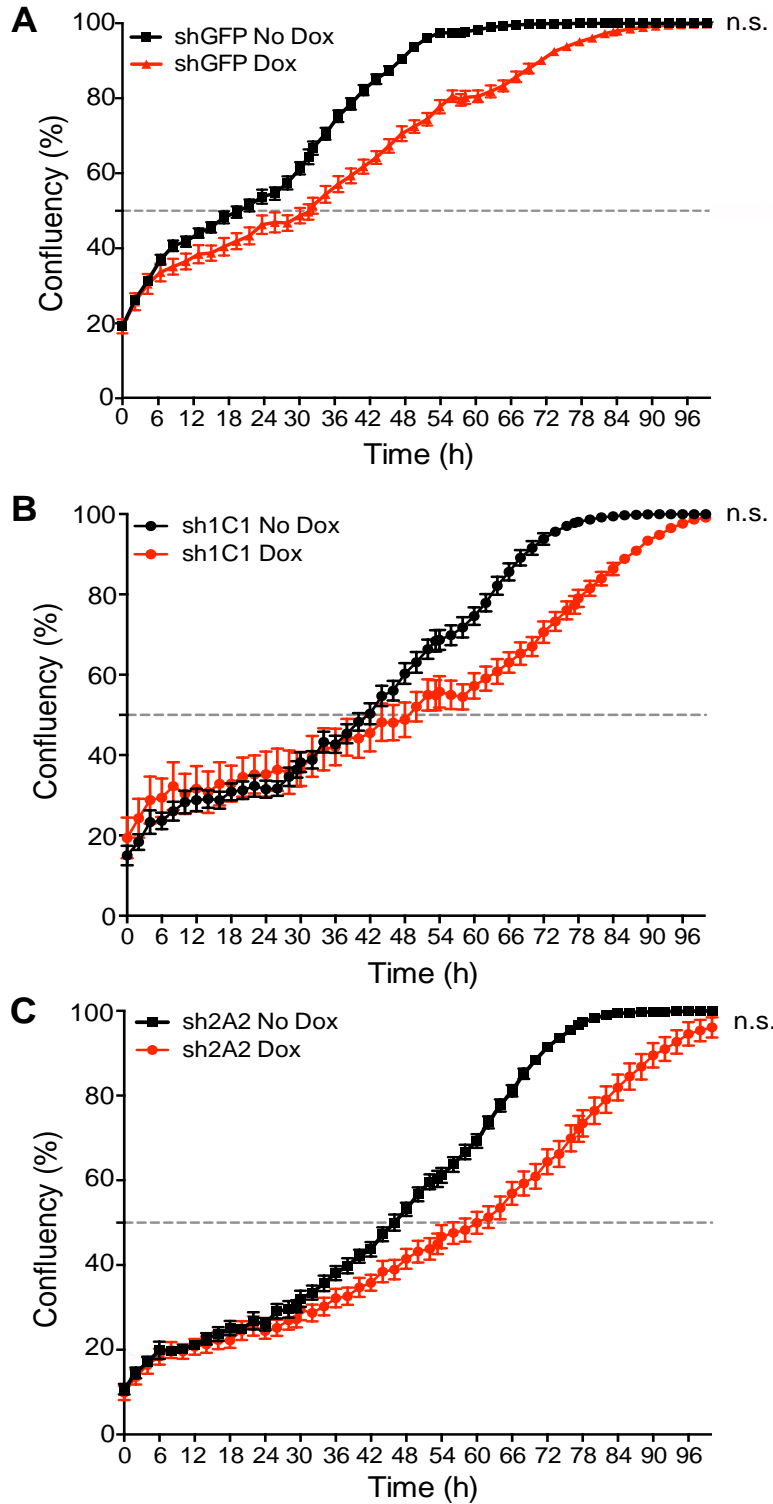 A
shGFP No Dox
shGFP Dox
n.s.
100
80
60
40
20
0
Confluency (%)
0 6 12 18 24 30 36 42 48 54 60 66 72 78 84 90 96
Time (h)
B
sh1C1 No Dox
sh1C1 Dox
n.s.
100
80
60
40
20
0
Confluency (%)
0 6 12 18 24 30 36 42 48 54 60 66 72 78 84 90 96
Time (h)
C
sh2A2 No Dox
sh2A2 Dox
n.s.
100
80
60
40
20
0
Confluency (%)
0 6 12 18 24 30 36 42 48 54 60 66 72 78 84 90 96
Time (h)